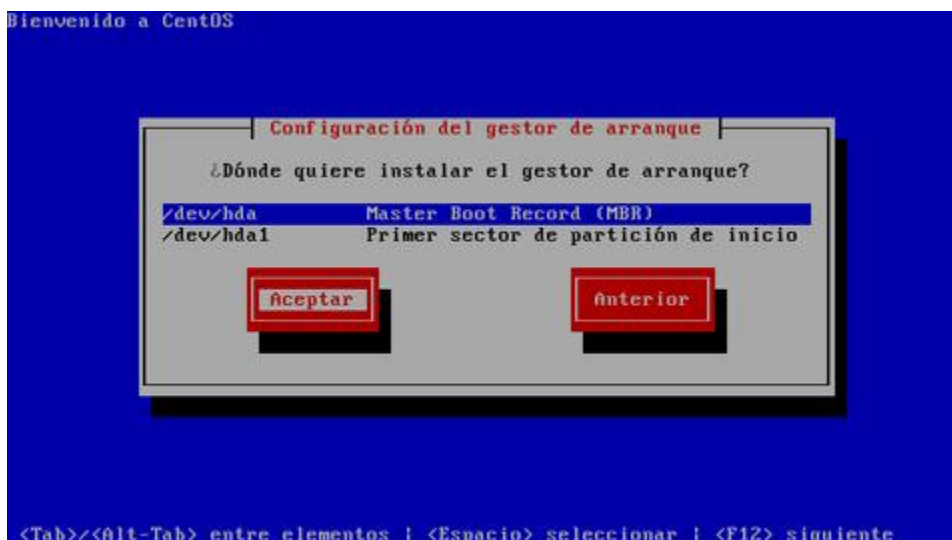 Bienvenido a CentOS
Configuración del gestor de arranque
¿Dónde quiere instalar el gestor de arranque?
/dev/hda Master Boot Record (MBR)
/dev/hda1 Primer sector de partición de inicio
Aceptar Anterior
<Tab>/<Alt-Tab> entre elementos | <Espacio> seleccionar | <F12> siguiente